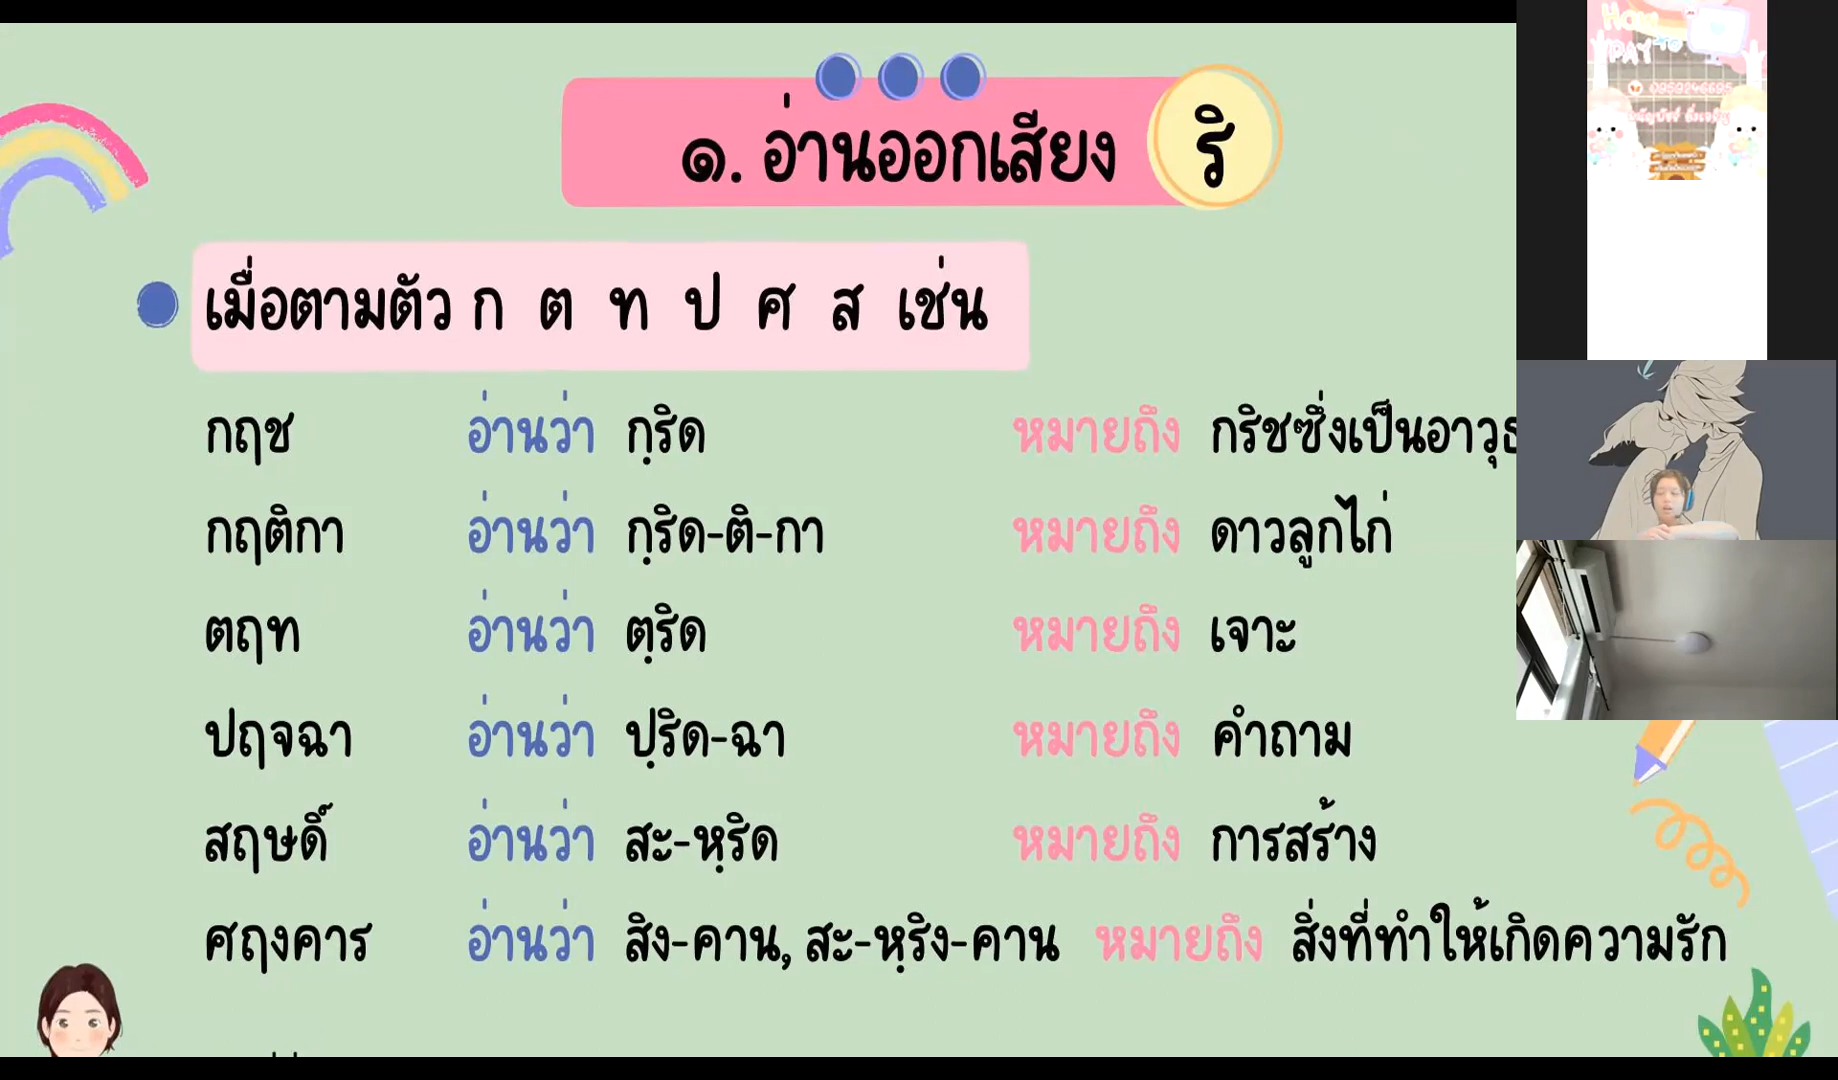 ๑. อ่านออกเสียง ริ
เมื่อตามตัว ก ต ท ป ศ ส เช่น
กฤช อ่านว่า กฺริด หมายถึง กริชซึ่งเป็นอาวุธ
กฤติกา อ่านว่า กฺริด-ติ-กา หมายถึง ดาวลูกไก่
ตฤท อ่านว่า ตฺริด หมายถึง เจาะ
ปฤจฉา อ่านว่า ปฺริด-ฉา หมายถึง คำถาม
สฤษดิ์ อ่านว่า สะ-หฺริด หมายถึง การสร้าง
ศฤงคาร อ่านว่า สิง-คาน, สะ-หฺริง-คาน หมายถึง สิ่งที่ทำให้เกิดความรัก
HOW
PAY TO